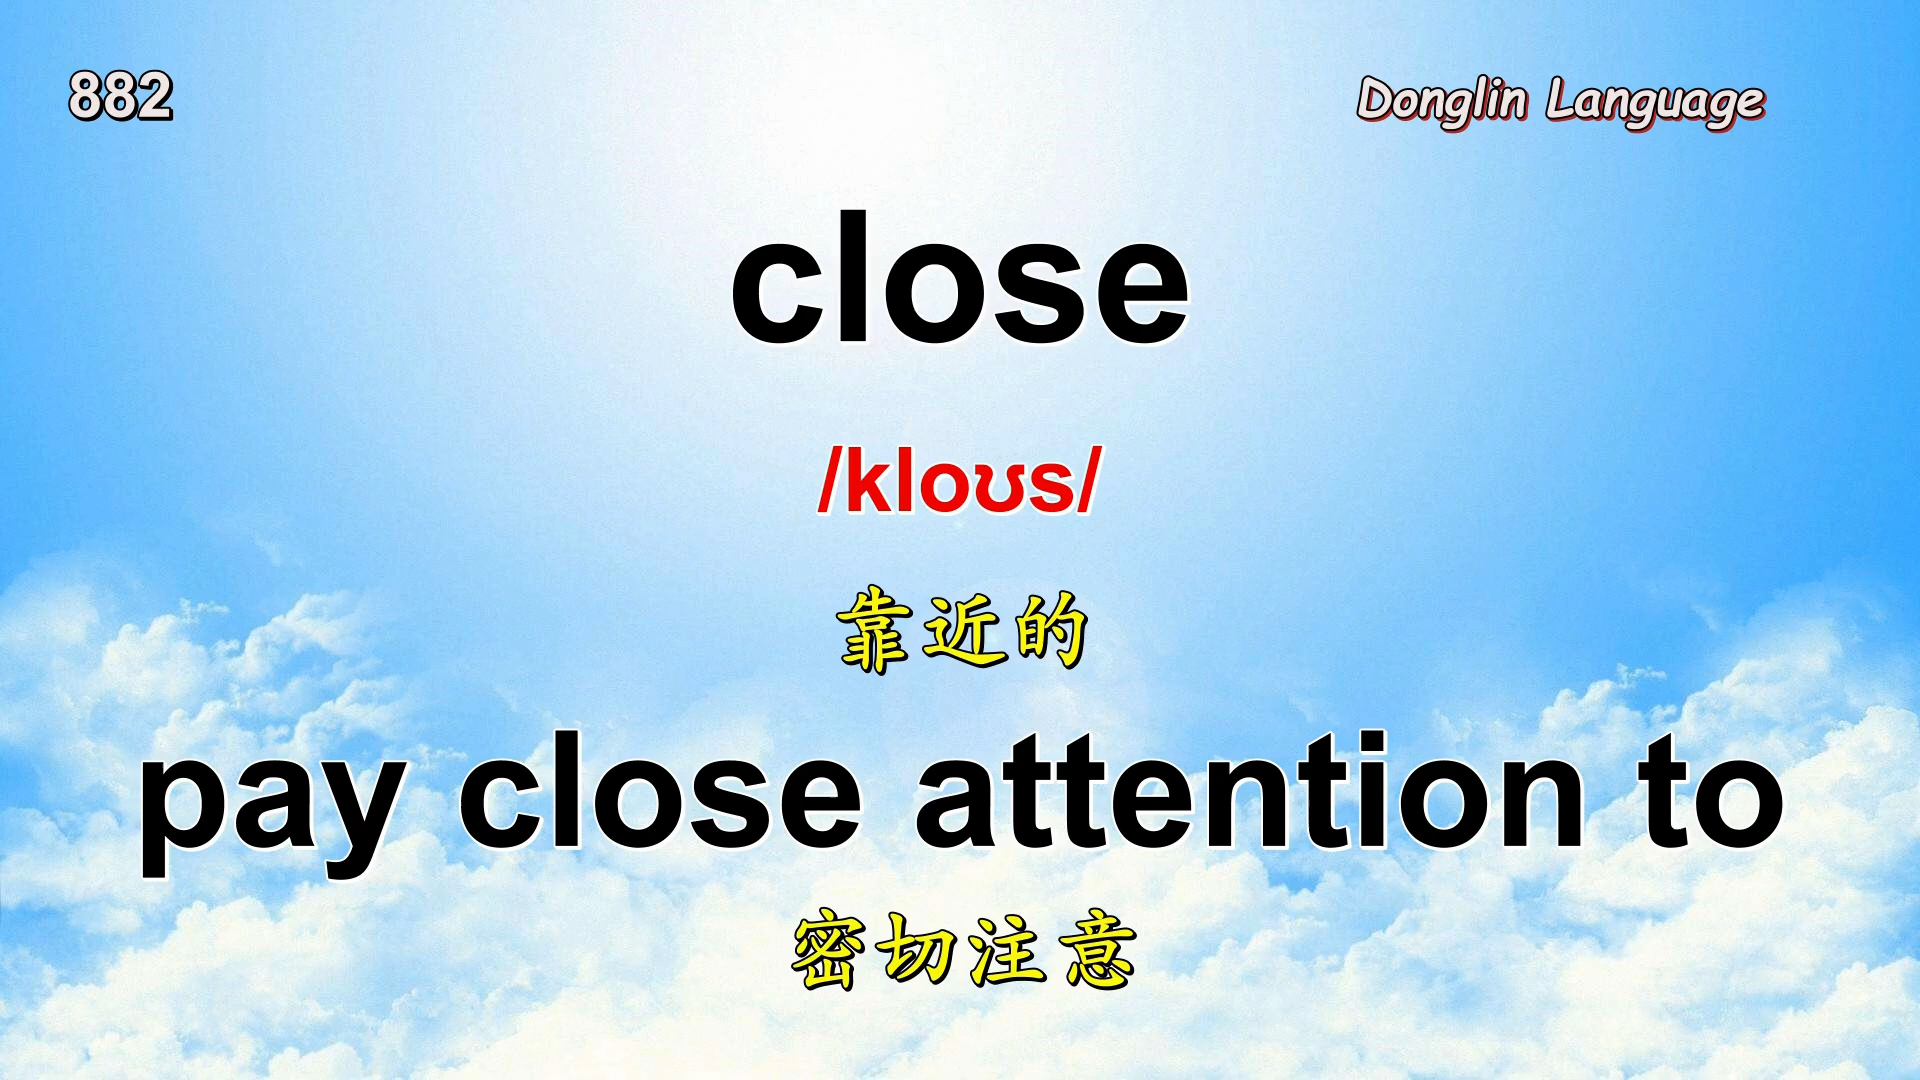 882
Donglin Language
close
/kloʊs/
靠近的
pay close attention to
密切注意